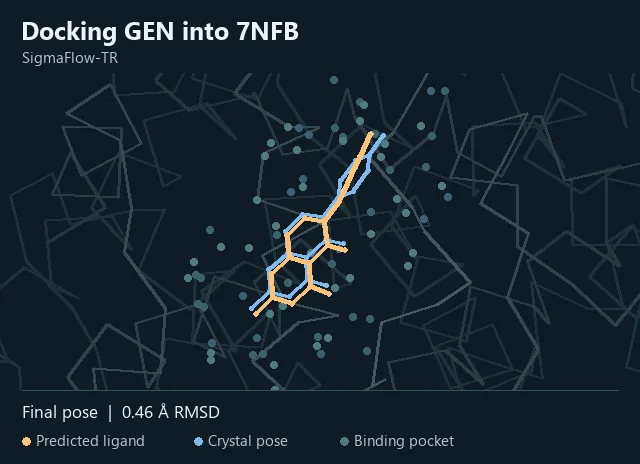 Docking GEN into 7NFB
SigmaFlow-TR
Final pose | 0.46 Å RMSD
Predicted ligand
Crystal pose
Binding pocket